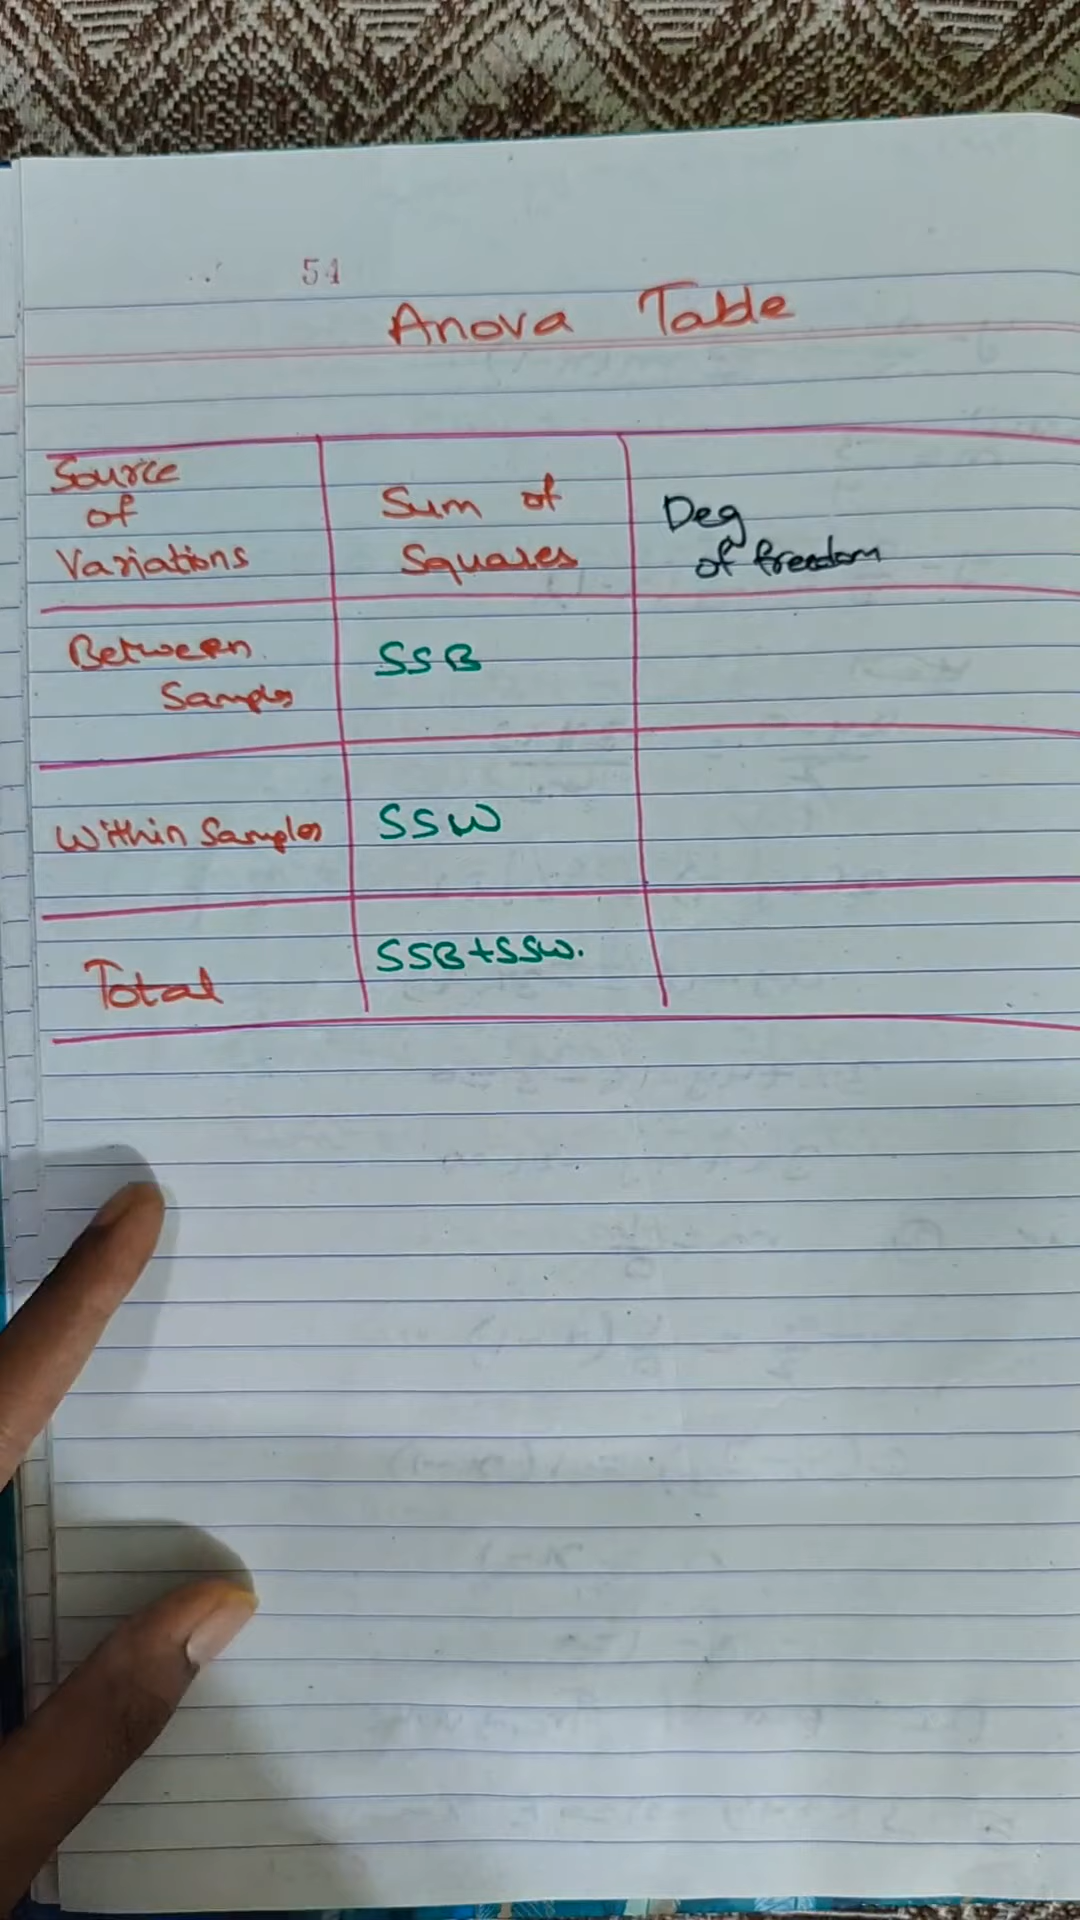 54
Anova Table
Source
of
Variations
Sum of
Squares
Deg
of freedom
Between
Samples
SSB
Within Samples
SSW
Total
SSB+SSW.